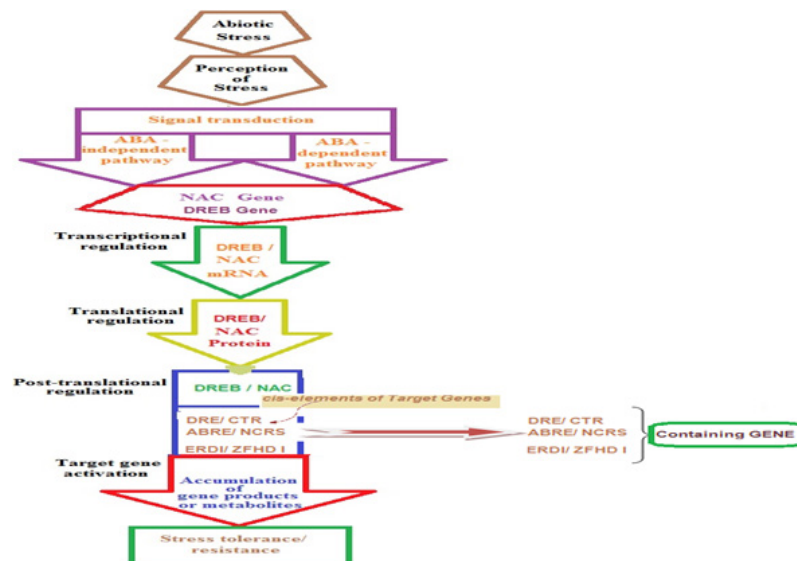 Abiotic
Stress
Perception
of
Stress
Signal transduction
ABA -
independent
pathway
ABA -
dependent
pathway
NAC Gene
DREB Gene
Transcriptional
regulation
DREB /
NAC
mRNA
Translational
regulation
DREB/
NAC
Protein
Post-translational
regulation
DREB / NAC
cis-elements of Target Genes
DRE/ CTR
ABRE/ NCRS
ERDI/ ZFHD I
DRE/ CTR
ABRE/ NCRS
ERDI/ ZFHD I
Containing GENE
Target gene
activation
Accumulation
of
gene products
or metabolites
Stress tolerance/
resistance